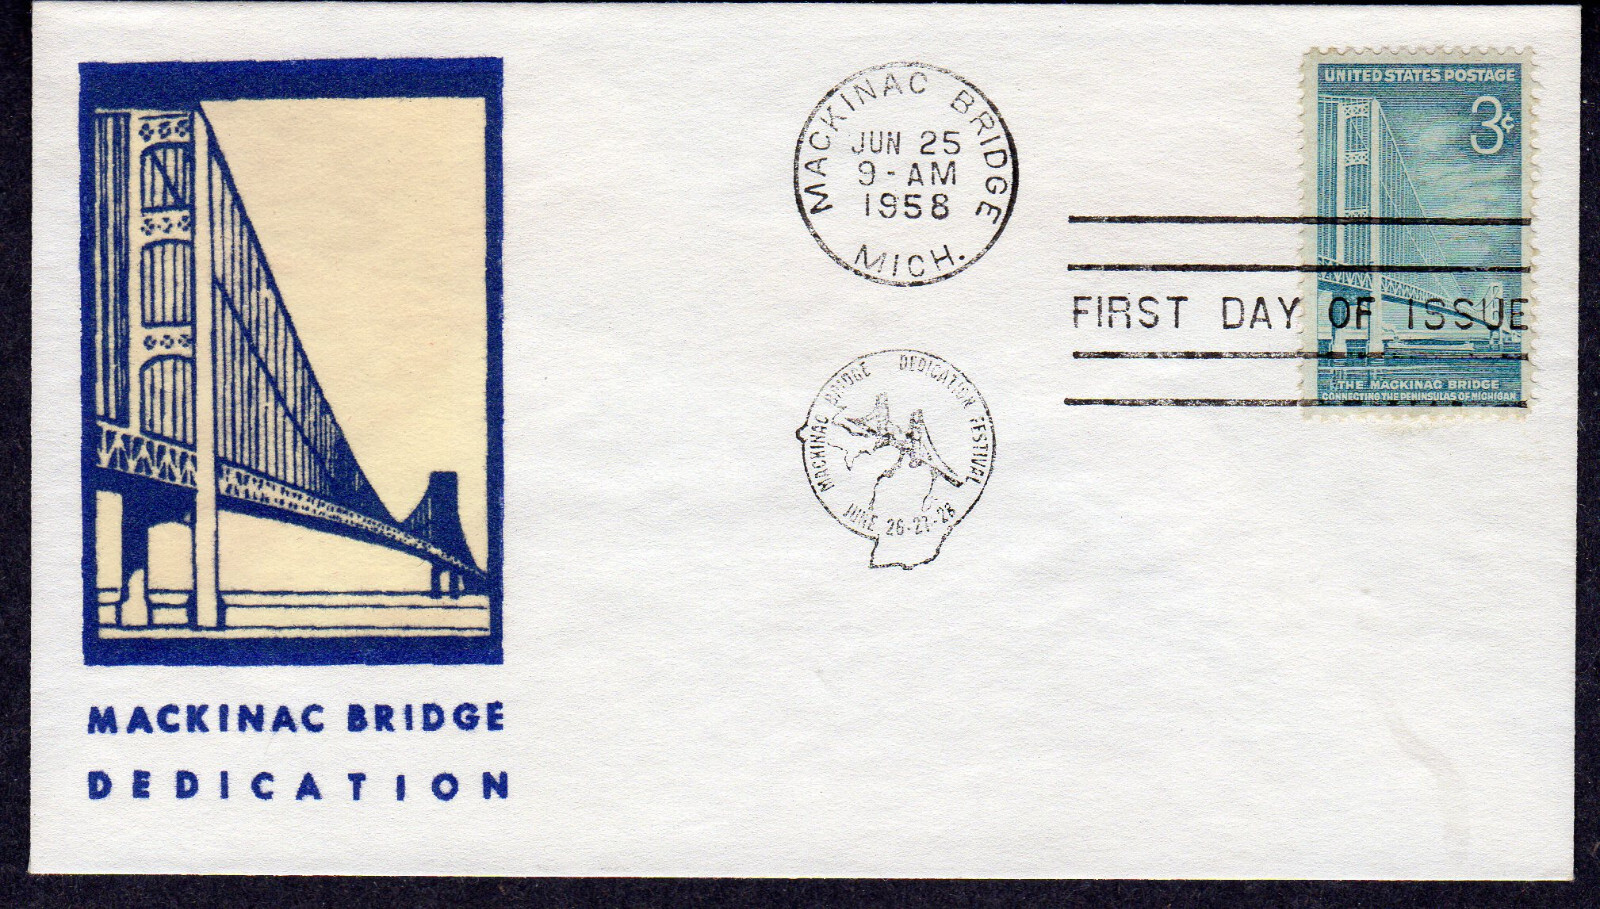 MACKINAC BRIDGE
DEDICATION
MACKINAC BRIDGE
JUN 25
9-AM
1958
MICH.
MACKINAC BRIDGE DEDICATION FESTIVAL
JUNE 26-27-28
UNITED STATES POSTAGE
3¢
FIRST DAY OF ISSUE
THE MACKINAC BRIDGE
CONNECTING THE PENINSULAS OF MICHIGAN